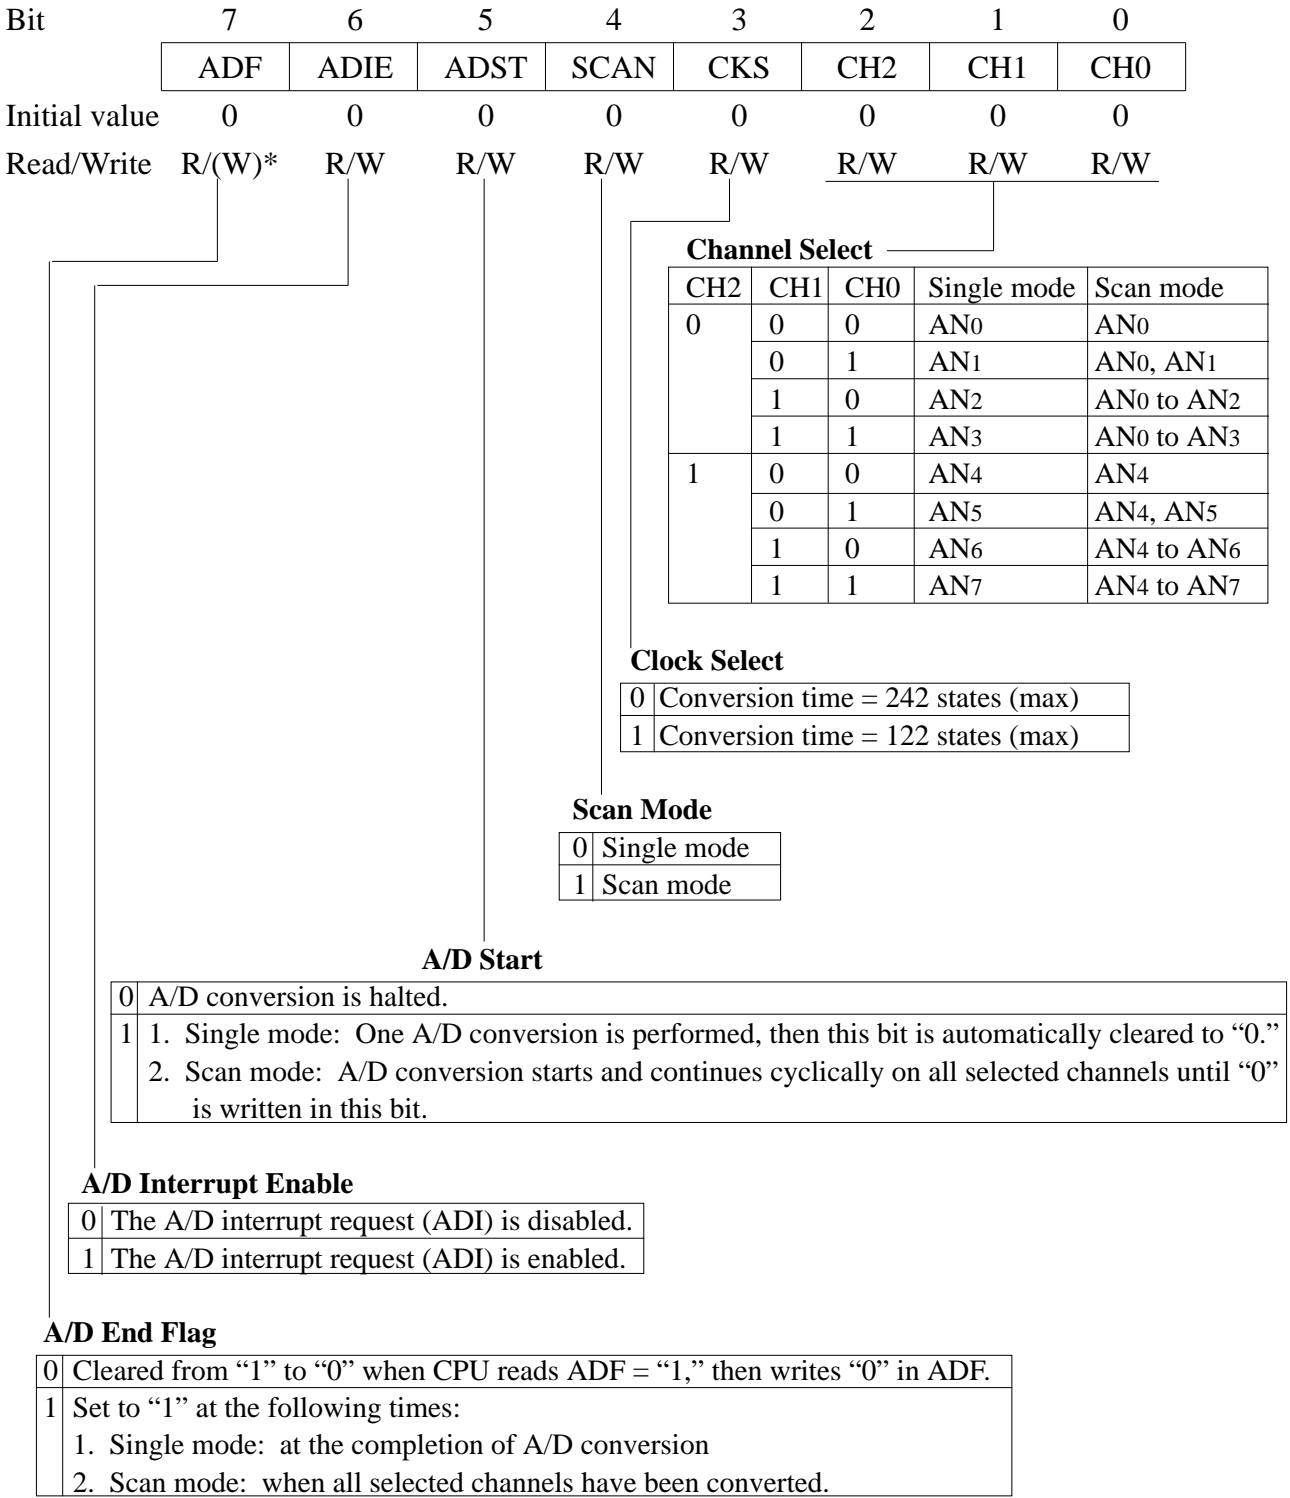 Bit 7 6 5 4 3 2 1 0
ADF ADIE ADST SCAN CKS CH2 CH1 CH0
Initial value 0 0 0 0 0 0 0 0
Read/Write R/(W)* R/W R/W R/W R/W R/W R/W R/W
Channel Select
CH2 CH1 CH0 Single mode Scan mode
0 0 0 AN0 AN0
0 1 AN1 AN0, AN1
1 0 AN2 AN0 to AN2
1 1 AN3 AN0 to AN3
1 0 0 AN4 AN4
0 1 AN5 AN4, AN5
1 0 AN6 AN4 to AN6
1 1 AN7 AN4 to AN7
Clock Select
0 Conversion time = 242 states (max)
1 Conversion time = 122 states (max)
Scan Mode
0 Single mode
1 Scan mode
A/D Start
0 A/D conversion is halted.
1 1. Single mode: One A/D conversion is performed, then this bit is automatically cleared to “0.”
2. Scan mode: A/D conversion starts and continues cyclically on all selected channels until “0”
is written in this bit.
A/D Interrupt Enable
0 The A/D interrupt request (ADI) is disabled.
1 The A/D interrupt request (ADI) is enabled.
A/D End Flag
0 Cleared from “1” to “0” when CPU reads ADF = “1,” then writes “0” in ADF.
1 Set to “1” at the following times:
1. Single mode: at the completion of A/D conversion
2. Scan mode: when all selected channels have been converted.